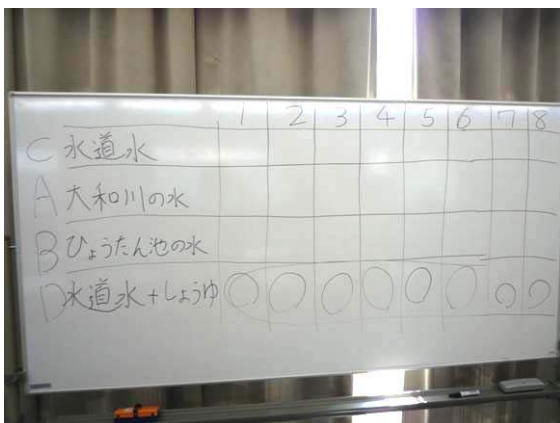 1 2 3 4 5 6 7 8
C 水道水
A 大和川の水
B ひょうたん池の水
D 水道水+しょうゆ ○ ○ ○ ○ ○ ○ ○ ○